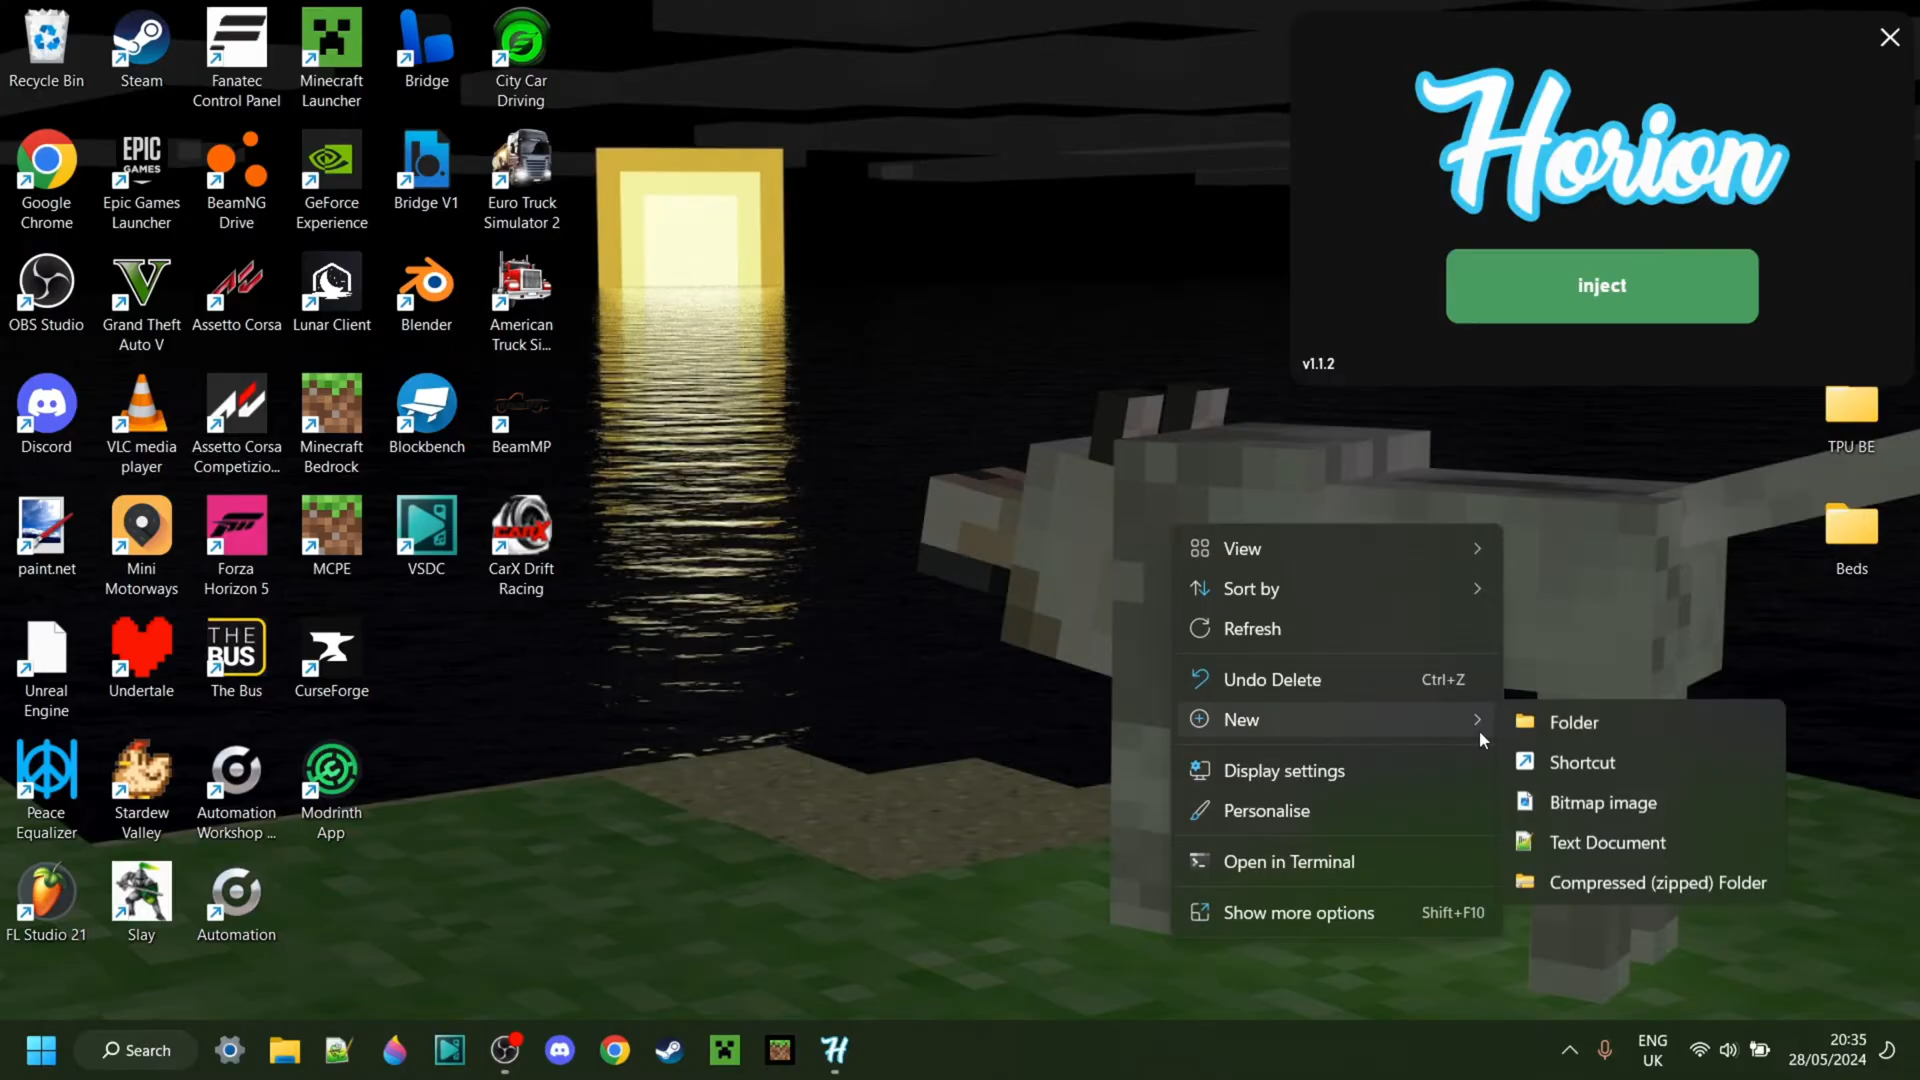 Recycle Bin
Steam
Fanatec
Control Panel
Minecraft
Launcher
Bridge
City Car
Driving
Google
Chrome
EPIC
GAMES
Epic Games
Launcher
BeamNG
Drive
GeForce
Experience
Bridge V1
Euro Truck
Simulator 2
OBS Studio
Grand Theft
Auto V
Assetto Corsa
Lunar Client
Blender
American
Truck Si...
Discord
VLC media
player
Assetto Corsa
Competizio...
Minecraft
Bedrock
Blockbench
BeamMP
paint.net
Mini
Motorways
Forza
Horizon 5
MCPE
VSDC
CARX
CarX Drift
Racing
Unreal
Engine
Undertale
THE
BUS
The Bus
CurseForge
Peace
Equalizer
Stardew
Valley
Automation
Workshop ...
Modrinth
App
FL Studio 21
Slay
Automation
Horion
inject
v1.1.2
TPU BE
Beds
View
Sort by
Refresh
Undo Delete Ctrl+Z
New
Display settings
Personalise
Open in Terminal
Show more options Shift+F10
Folder
Shortcut
Bitmap image
Text Document
Compressed (zipped) Folder
Search
ENG
UK
20:35
28/05/2024